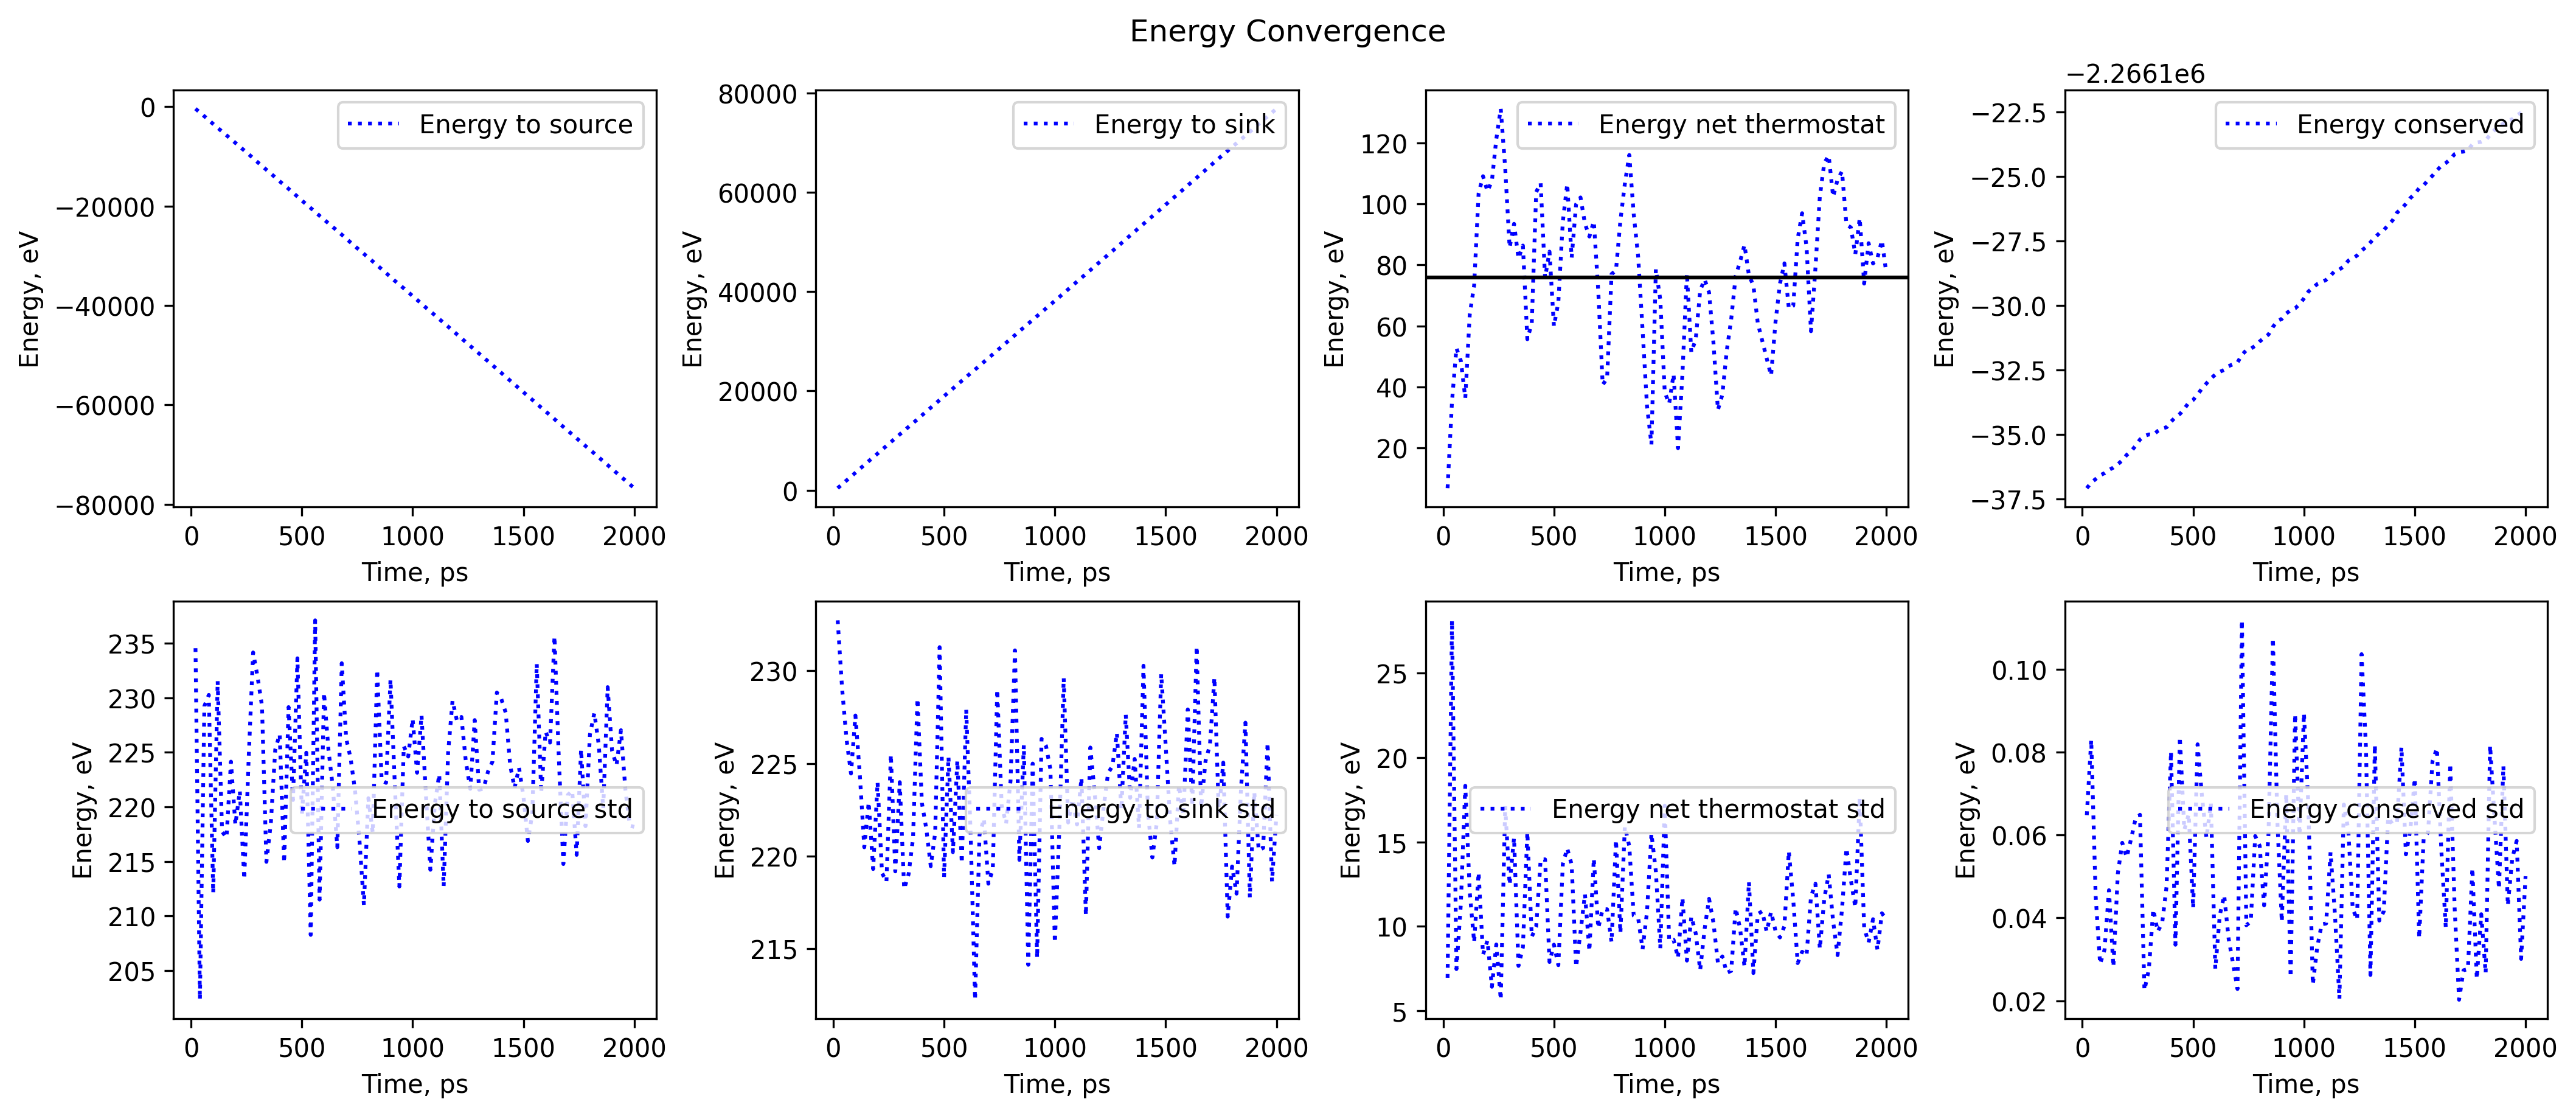 Energy Convergence
−2.2661e6
0
−20000
−40000
−60000
−80000
Energy, eV
Energy to source
0 500 1000 1500 2000
Time, ps
80000
60000
40000
20000
0
Energy, eV
Energy to sink
0 500 1000 1500 2000
Time, ps
120
100
80
60
40
20
Energy, eV
Energy net thermostat
0 500 1000 1500 2000
Time, ps
−22.5
−25.0
−27.5
−30.0
−32.5
−35.0
−37.5
Energy, eV
Energy conserved
0 500 1000 1500 2000
Time, ps
235
230
225
220
215
210
205
Energy, eV
Energy to source std
0 500 1000 1500 2000
Time, ps
230
225
220
215
Energy, eV
Energy to sink std
0 500 1000 1500 2000
Time, ps
25
20
15
10
5
Energy, eV
Energy net thermostat std
0 500 1000 1500 2000
Time, ps
0.10
0.08
0.06
0.04
0.02
Energy, eV
Energy conserved std
0 500 1000 1500 2000
Time, ps